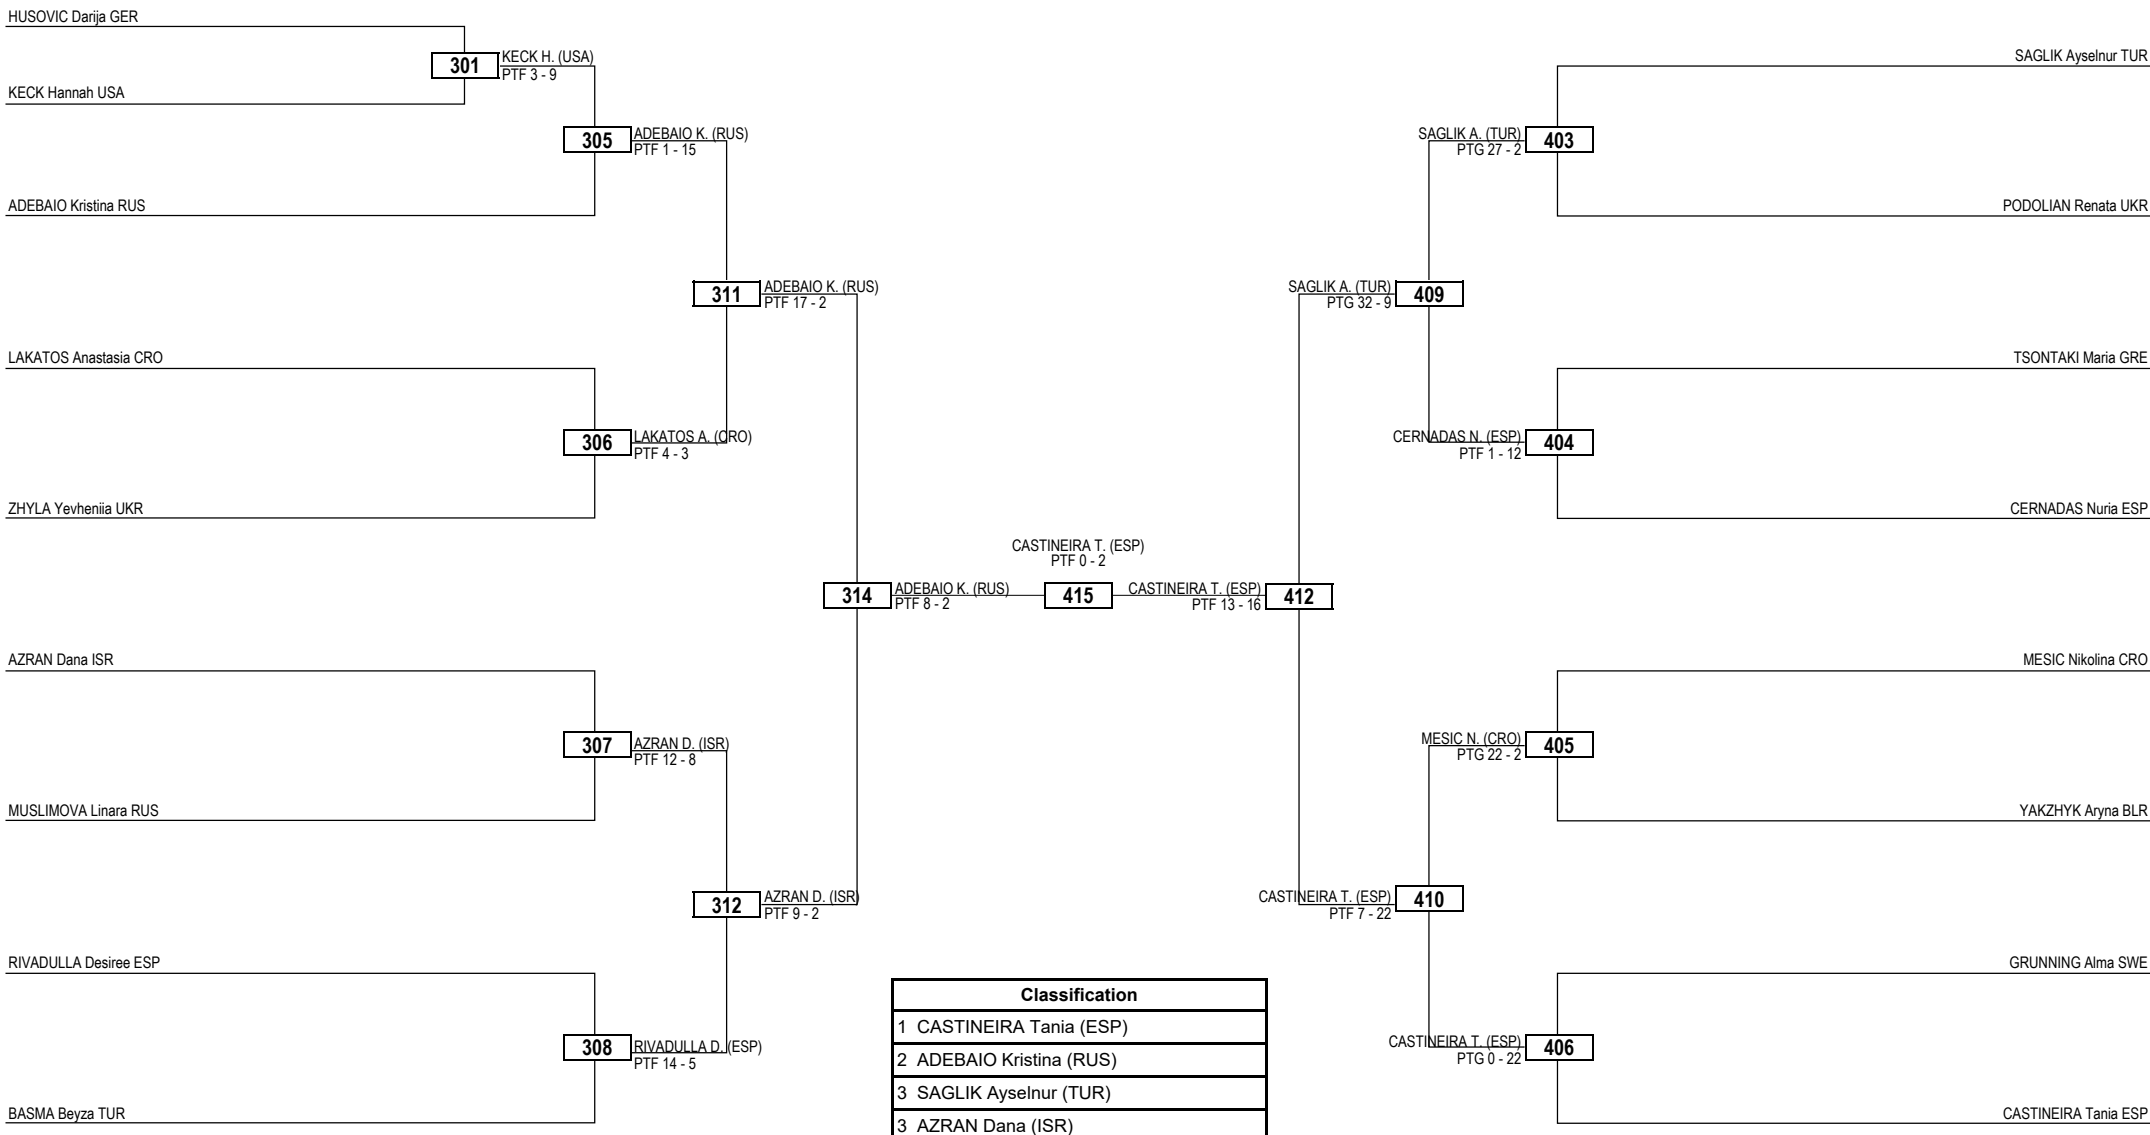 HUSOVIC Darija GER
301
KECK H. (USA)
PTF 3 - 9
KECK Hannah USA
305
ADEBAIO K. (RUS)
PTF 1 - 15
ADEBAIO Kristina RUS
311
ADEBAIO K. (RUS)
PTF 17 - 2
LAKATOS Anastasia CRO
306
LAKATOS A. (CRO)
PTF 4 - 3
ZHYLA Yevheniia UKR
314
ADEBAIO K. (RUS)
PTF 8 - 2
AZRAN Dana ISR
307
AZRAN D. (ISR)
PTF 12 - 8
MUSLIMOVA Linara RUS
312
AZRAN D. (ISR)
PTF 9 - 2
RIVADULLA Desiree ESP
308
RIVADULLA D. (ESP)
PTF 14 - 5
BASMA Beyza TUR
CASTINEIRA T. (ESP)
PTF 0 - 2
415
SAGLIK Ayselnur TUR
SAGLIK A. (TUR)
PTG 27 - 2
403
PODOLIAN Renata UKR
SAGLIK A. (TUR)
PTG 32 - 9
409
TSONTAKI Maria GRE
CERNADAS N. (ESP)
PTF 1 - 12
404
CERNADAS Nuria ESP
CASTINEIRA T. (ESP)
PTF 13 - 16
412
MESIC Nikolina CRO
MESIC N. (CRO)
PTG 22 - 2
405
YAKZHYK Aryna BLR
CASTINEIRA T. (ESP)
PTF 7 - 22
410
GRUNNING Alma SWE
CASTINEIRA T. (ESP)
PTG 0 - 22
406
CASTINEIRA Tania ESP
Classification
1 CASTINEIRA Tania (ESP)
2 ADEBAIO Kristina (RUS)
3 SAGLIK Ayselnur (TUR)
3 AZRAN Dana (ISR)